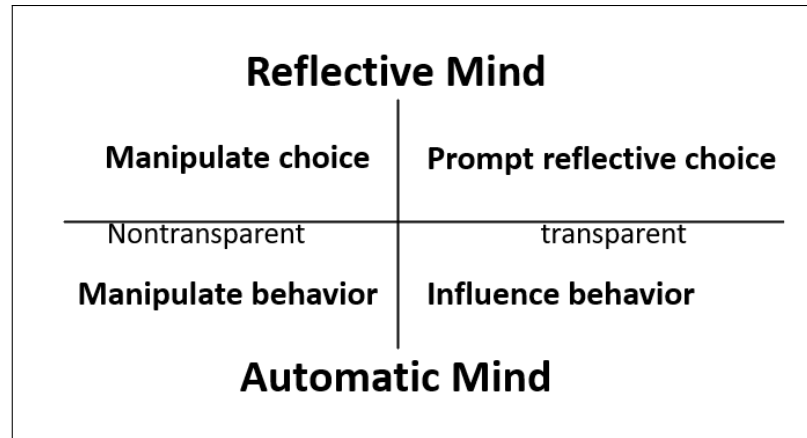 Reflective Mind
Manipulate choice Prompt reflective choice
Nontransparent transparent
Manipulate behavior Influence behavior
Automatic Mind